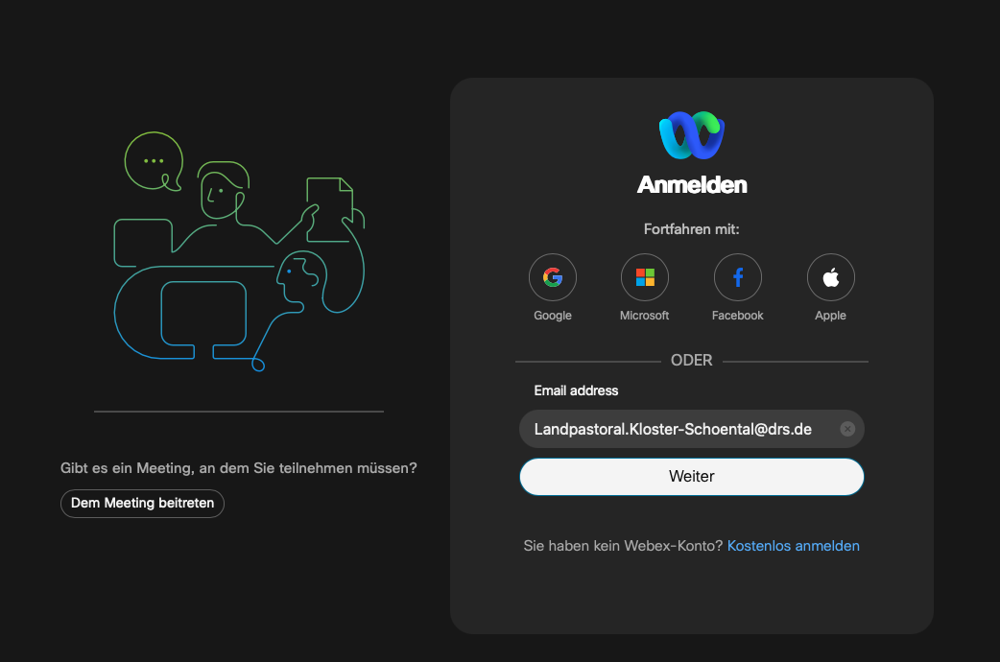 Anmelden
Fortfahren mit:
Google
Microsoft
Facebook
Apple
ODER
Email address
Landpastoral.Kloster-Schoental@drs.de
Weiter
Sie haben kein Webex-Konto? Kostenlos anmelden
Gibt es ein Meeting, an dem Sie teilnehmen müssen?
Dem Meeting beitreten